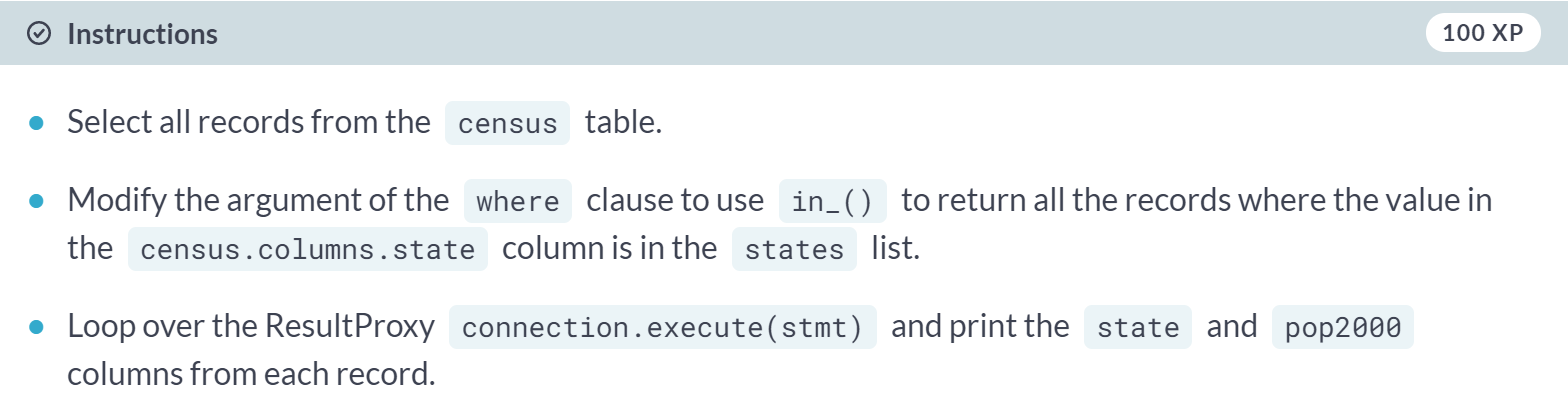 Instructions
100 XP
Select all records from the census table.
Modify the argument of the where clause to use in_() to return all the records where the value in
the census.columns.state column is in the states list.
Loop over the ResultProxy connection.execute(stmt) and print the state and pop2000
columns from each record.